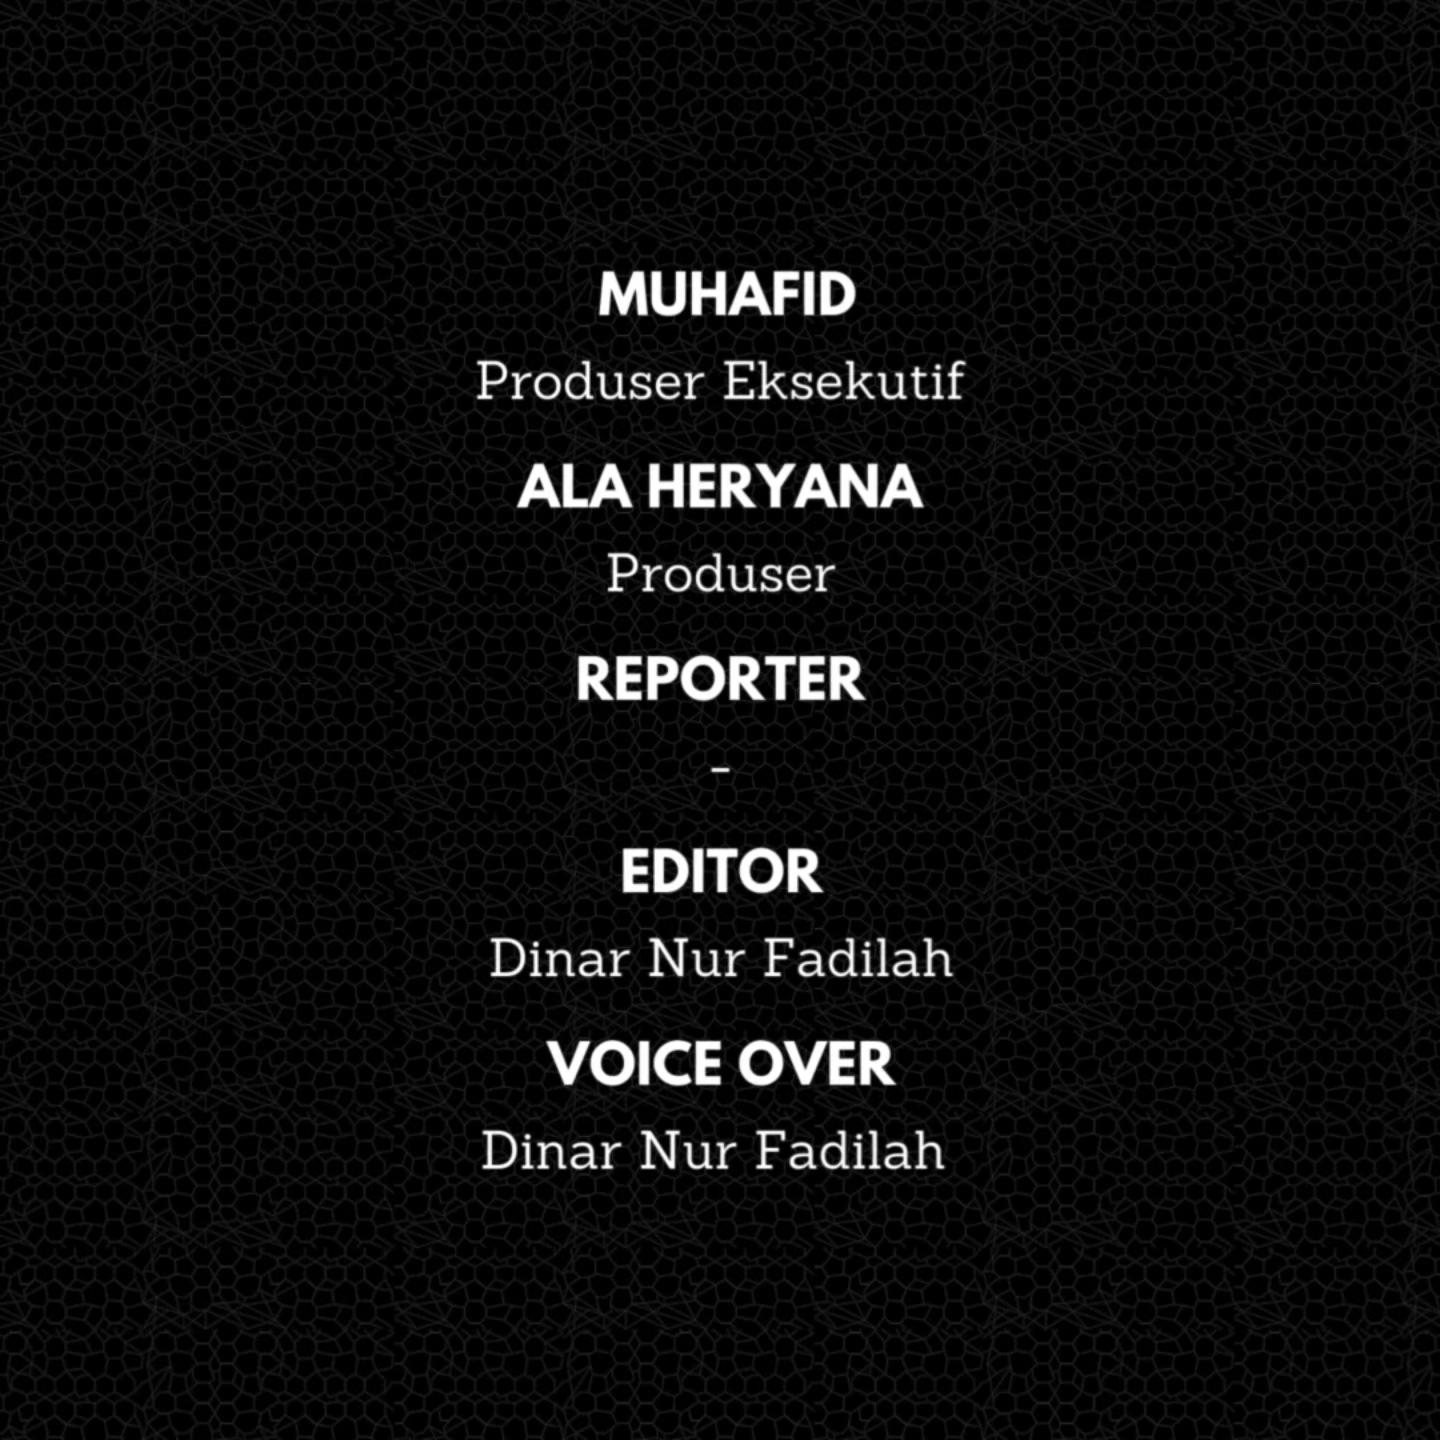 MUHAFID
Produser Eksekutif
ALA HERYANA
Produser
REPORTER
-
EDITOR
Dinar Nur Fadilah
VOICE OVER
Dinar Nur Fadilah